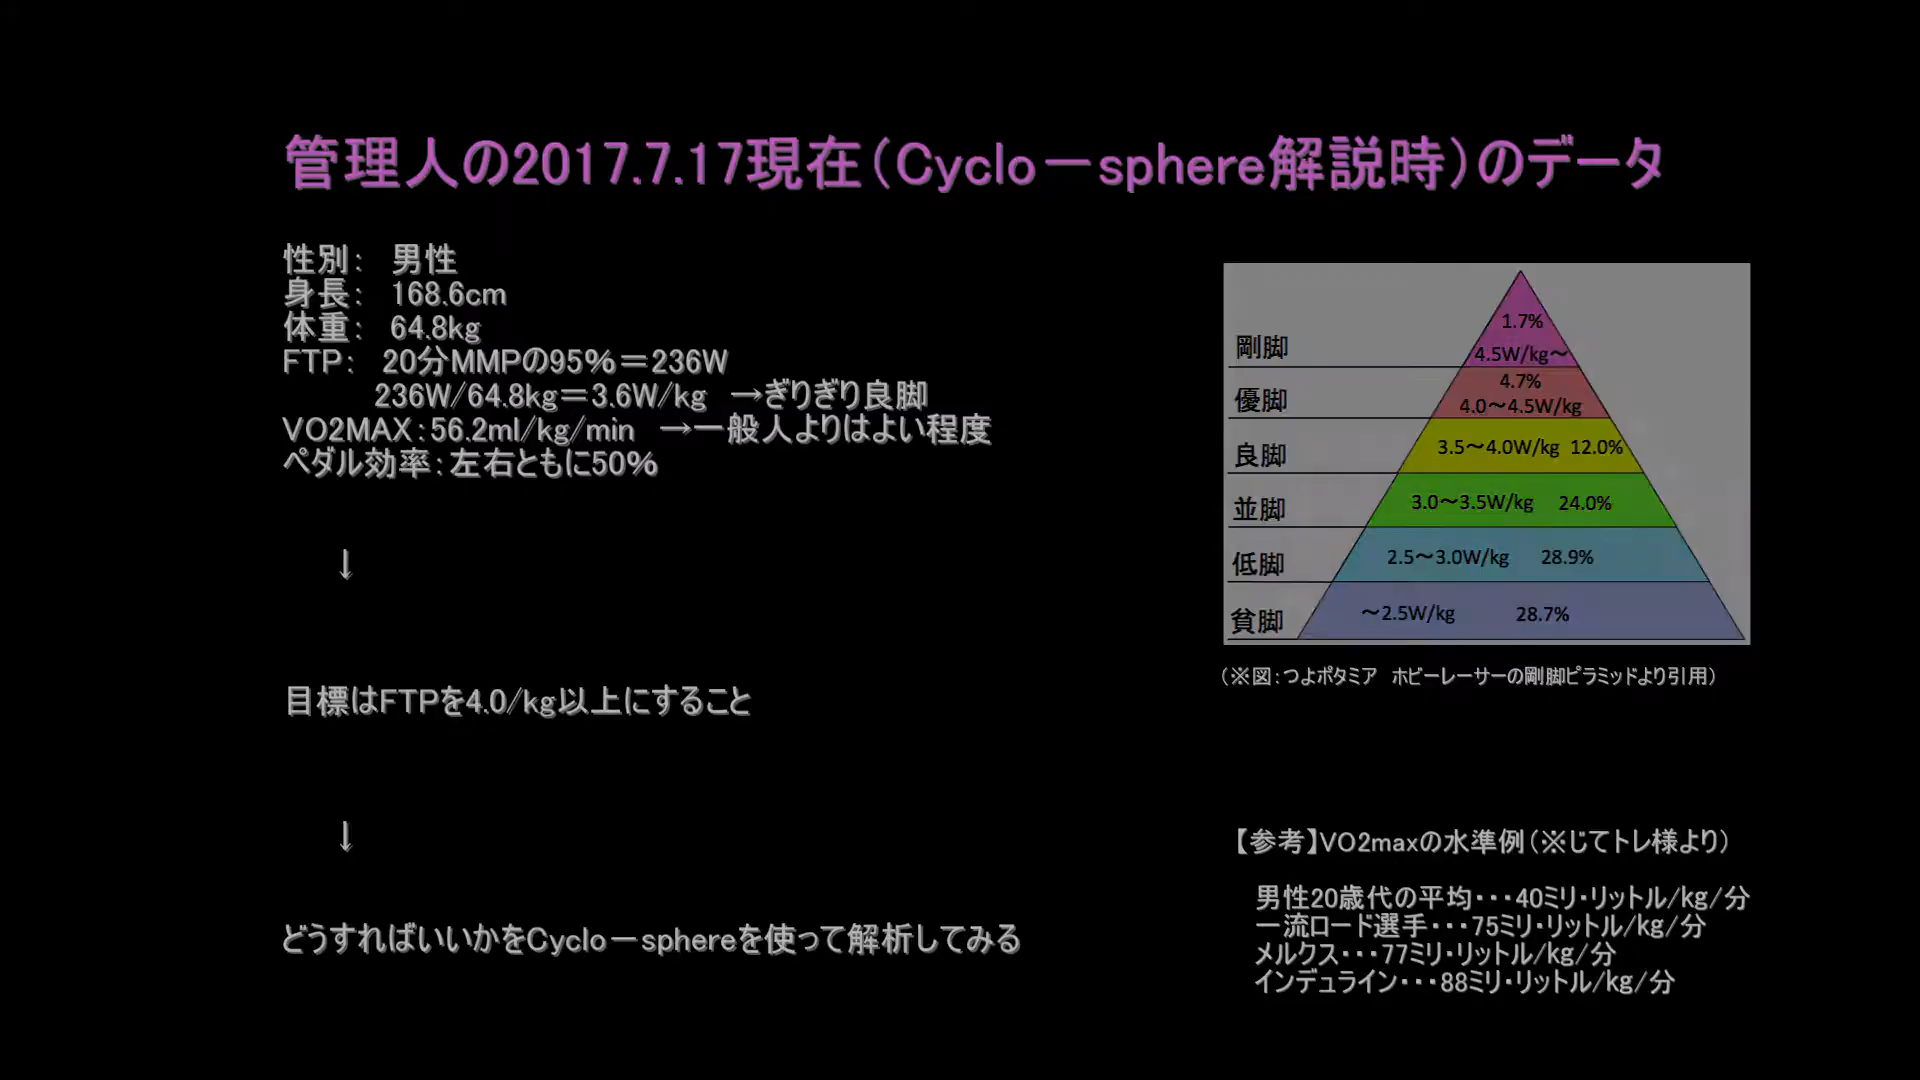 管理人の2017.7.17現在（Cyclo－sphere解説時）のデータ
性別：　男性
身長：　168.6cm
体重：　64.8kg
FTP：　20分MMPの95％＝236W
236W/64.8kg＝3.6W/kg　→ぎりぎり良脚
VO2MAX：56.2ml/kg/min　→一般人よりはよい程度
ペダル効率：左右ともに50％
↓
目標はFTPを4.0/kg以上にすること
↓
どうすればいいかをCyclo－sphereを使って解析してみる
1.7%
剛脚 4.5W/kg～
4.7%
優脚 4.0～4.5W/kg
良脚 3.5～4.0W/kg 12.0%
並脚 3.0～3.5W/kg 24.0%
低脚 2.5～3.0W/kg 28.9%
貧脚 ～2.5W/kg 28.7%
（※図：つよポタミア　ホビーレーサーの剛脚ピラミッドより引用）
【参考】VO2maxの水準例（※じてトレ様より）
男性20歳代の平均・・・40ミリ・リットル/kg/分
一流ロード選手・・・75ミリ・リットル/kg/分
メルクス・・・77ミリ・リットル/kg/分
インデュライン・・・88ミリ・リットル/kg/分